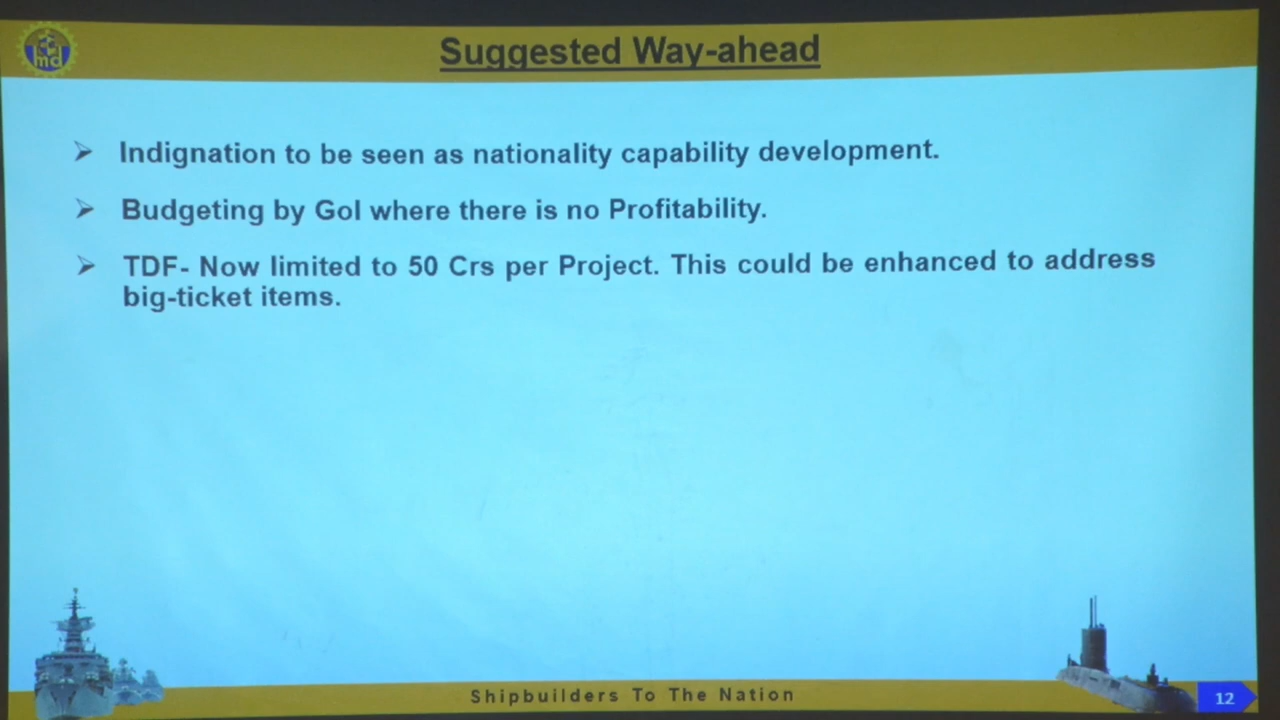 mdl
Suggested Way-ahead
➢ Indignation to be seen as nationality capability development.
➢ Budgeting by GoI where there is no Profitability.
➢ TDF- Now limited to 50 Crs per Project. This could be enhanced to address
big-ticket items.
Shipbuilders To The Nation
12